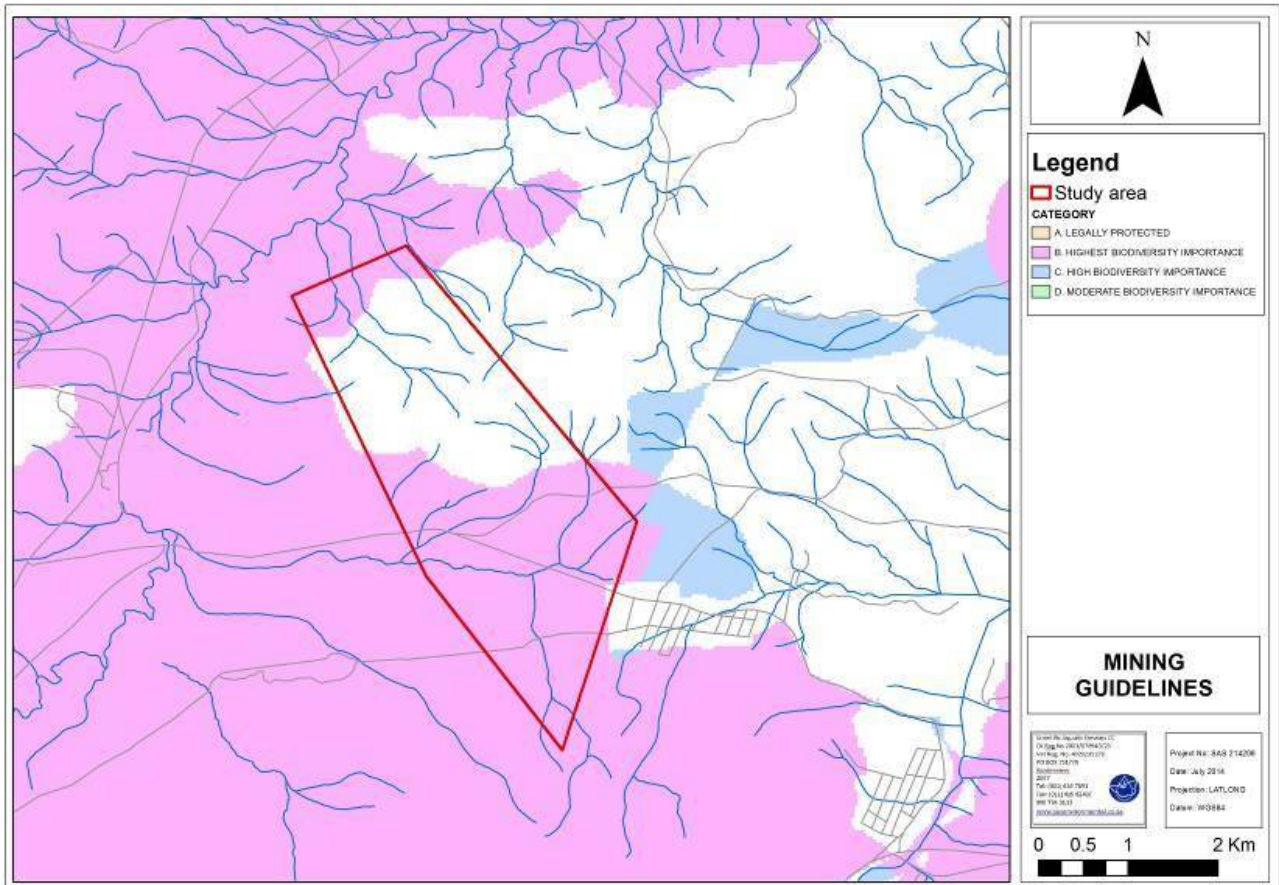 N
Legend
Study area
CATEGORY
A. LEGALLY PROTECTED
B. HIGHEST BIODIVERSITY IMPORTANCE
C. HIGH BIODIVERSITY IMPORTANCE
D. MODERATE BIODIVERSITY IMPORTANCE
MINING
GUIDELINES
Project No: SAS 214206
Date: July 2014
Projection: LATLONG
Datum: WGS84
0 0.5 1 2 Km